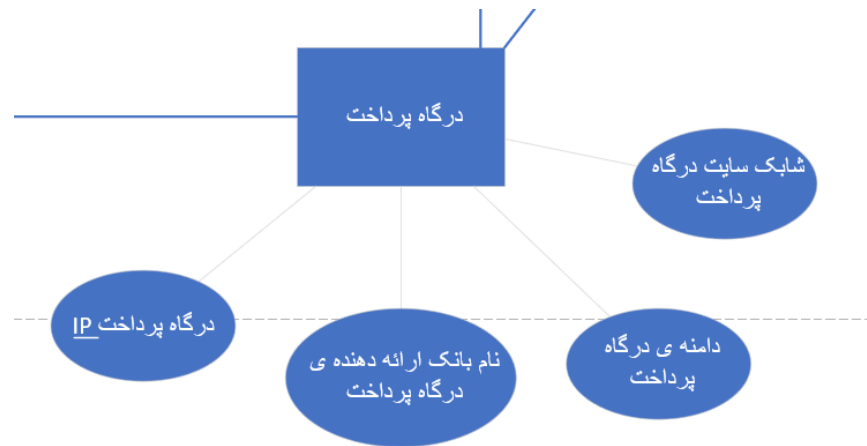 درگاه پرداخت
شابک سایت درگاه
پرداخت
درگاه پرداخت IP
نام بانک ارائه دهنده ی
درگاه پرداخت
دامنه ی درگاه
پرداخت